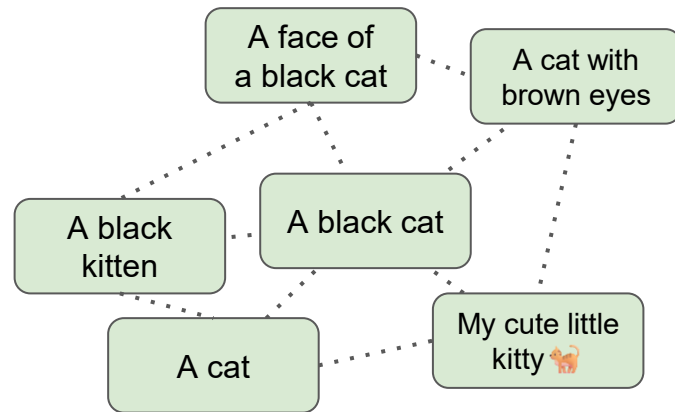 A face of
a black cat
A cat with
brown eyes
A black
kitten
A black cat
A cat
My cute little
kitty🐈